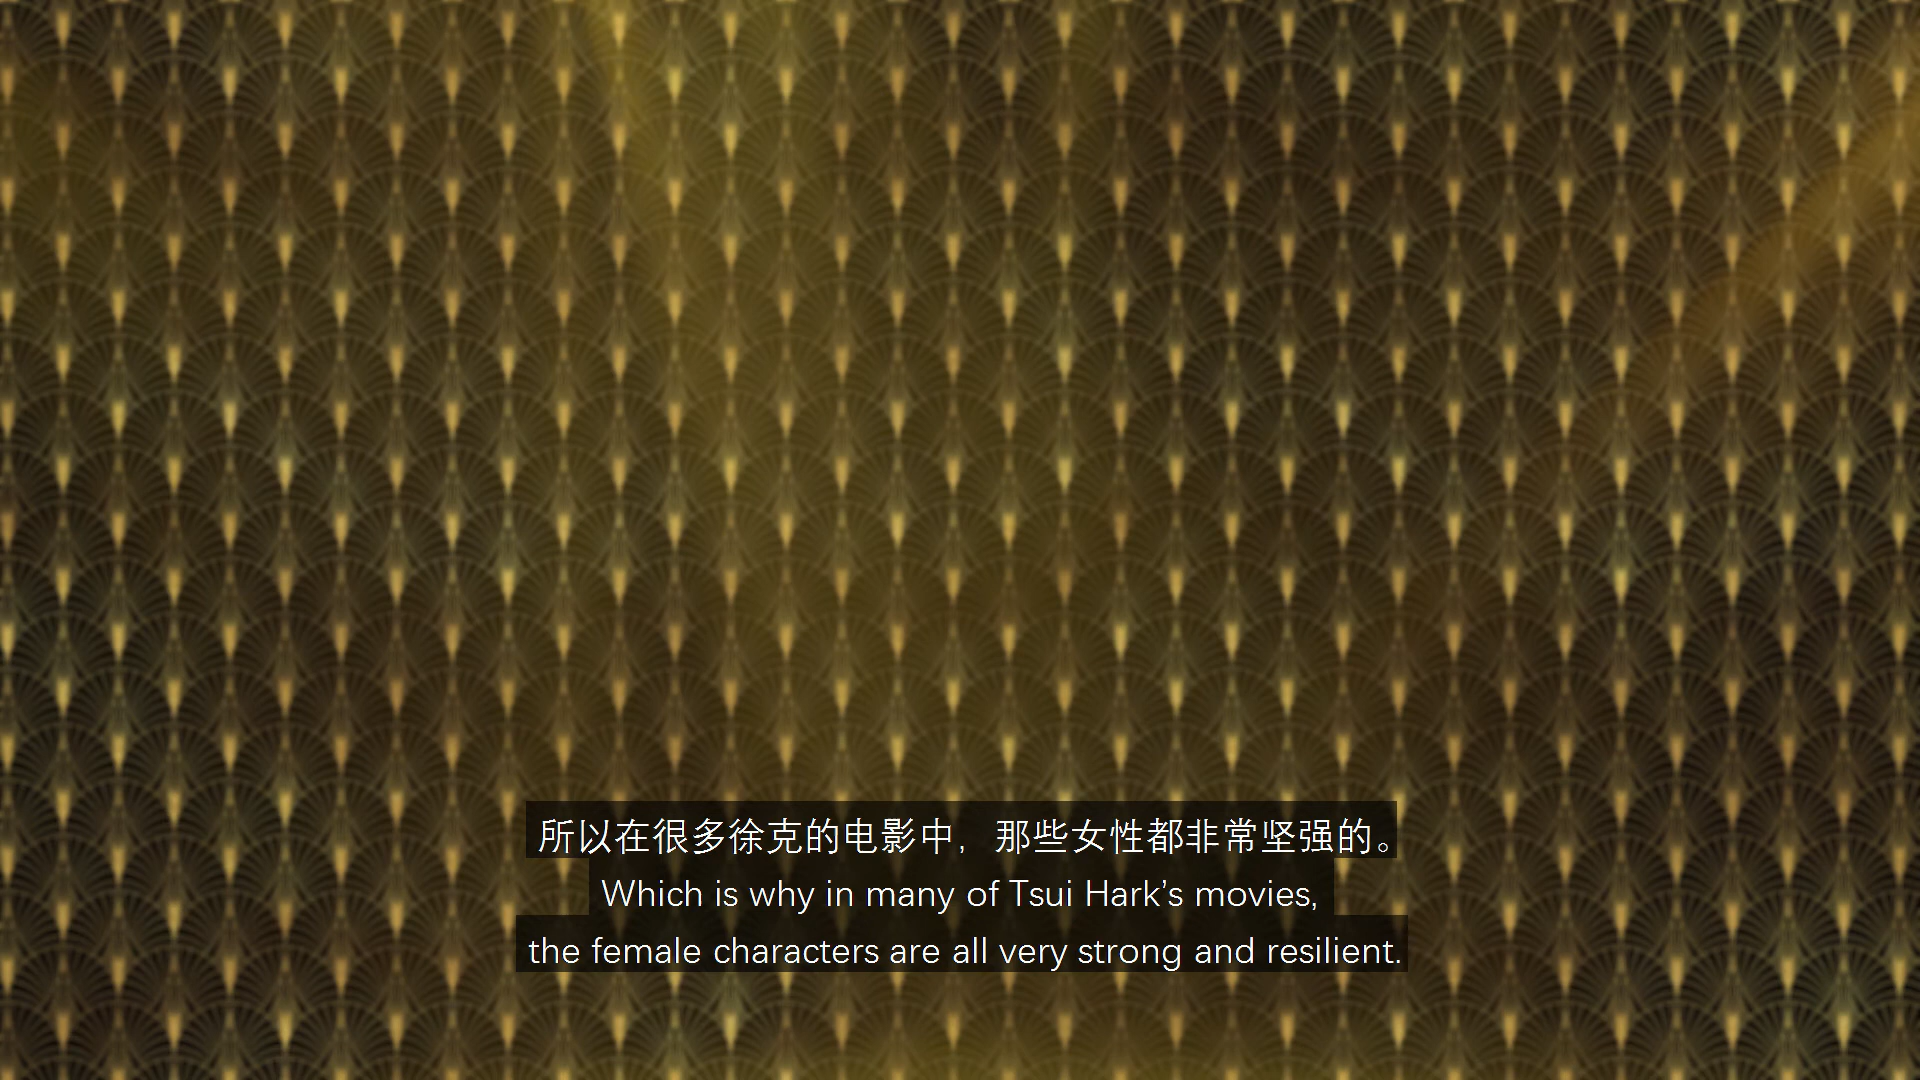 所以在很多徐克的电影中，那些女性都非常坚强的。
Which is why in many of Tsui Hark’s movies,
the female characters are all very strong and resilient.